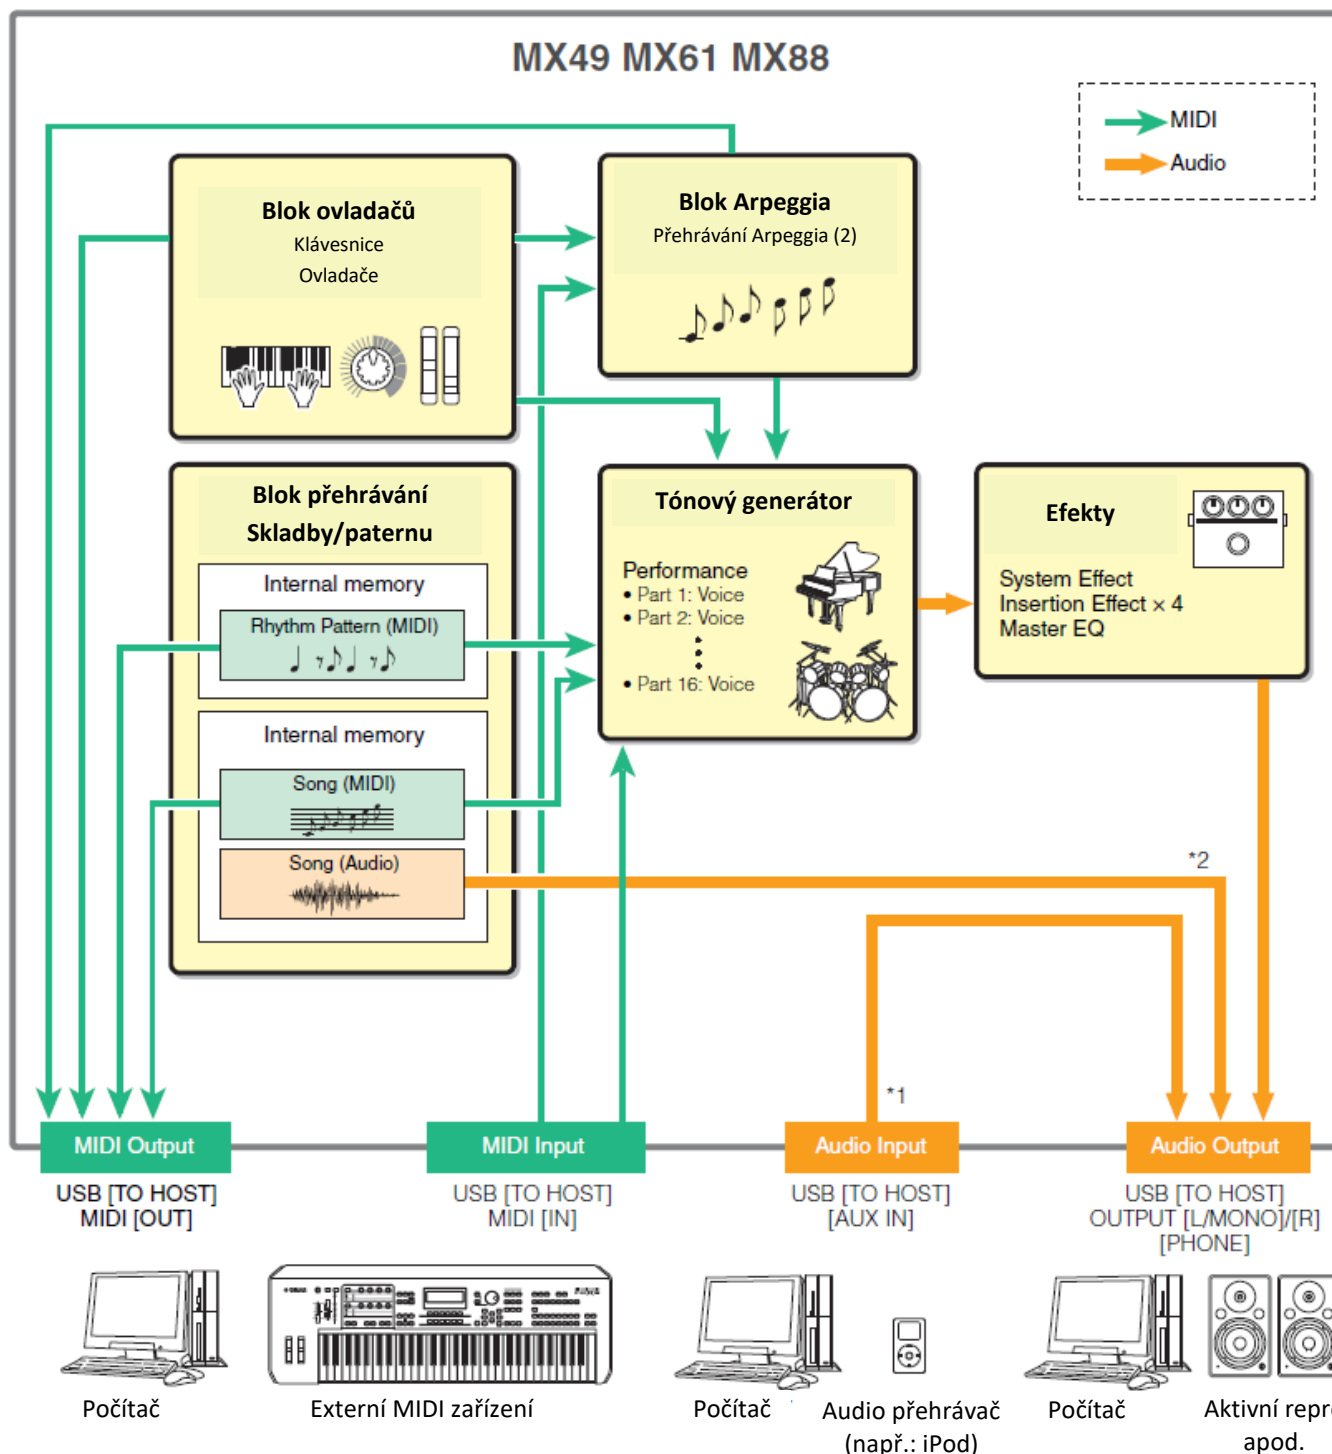 MX49 MX61 MX88
MIDI
Audio
Blok ovladačů
Klávesnice
Ovladače
Blok Arpeggia
Přehrávání Arpeggia (2)
Blok přehrávání
Skladby/paternu
Internal memory
Rhythm Pattern (MIDI)
Internal memory
Song (MIDI)
Song (Audio)
Tónový generátor
Performance
• Part 1: Voice
• Part 2: Voice
• Part 16: Voice
Efekty
System Effect
Insertion Effect × 4
Master EQ
*2
*1
MIDI Output
USB [TO HOST]
MIDI [OUT]
MIDI Input
USB [TO HOST]
MIDI [IN]
Audio Input
USB [TO HOST]
[AUX IN]
Audio Output
USB [TO HOST]
OUTPUT [L/MONO]/[R]
[PHONE]
Počítač
Externí MIDI zařízení
Počítač
Audio přehrávač
(např.: iPod)
Počítač
Aktivní repro
apod.